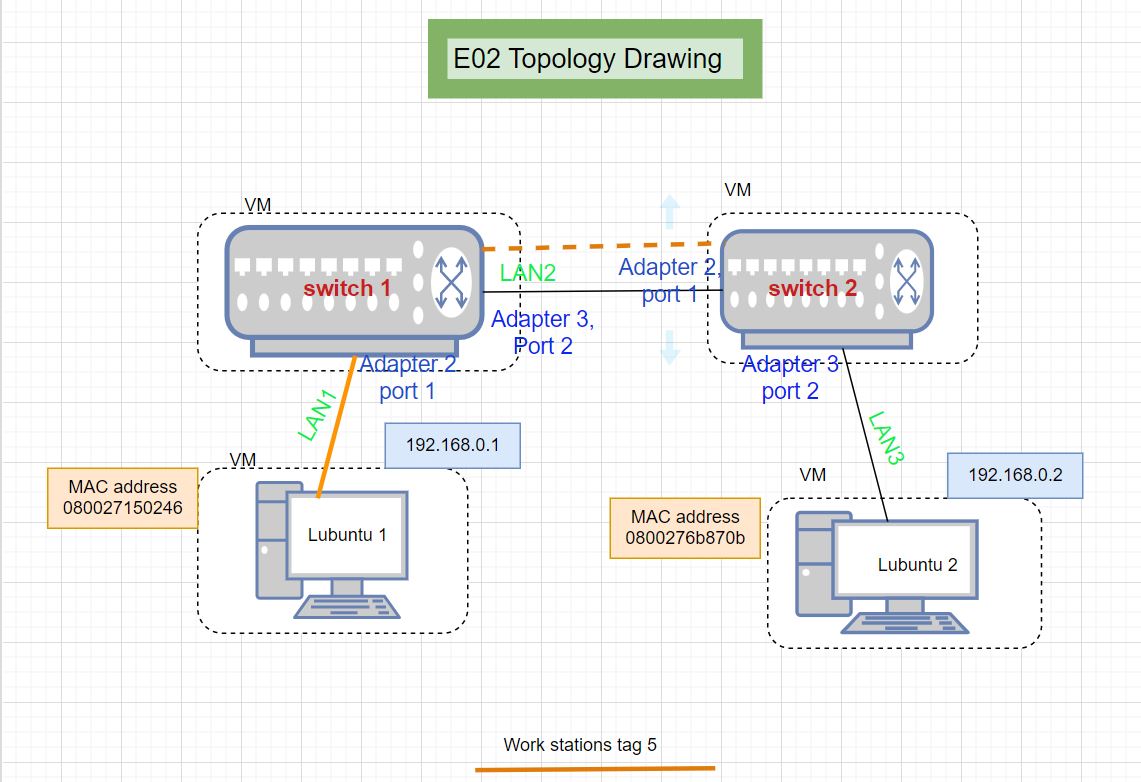 E02 Topology Drawing
VM
VM
switch 1
LAN2
Adapter 2,
port 1
switch 2
Adapter 3,
Port 2
Adapter 2
port 1
Adapter 3
port 2
LAN1
LAN3
192.168.0.1
VM
MAC address
080027150246
Lubuntu 1
VM
192.168.0.2
MAC address
0800276b870b
Lubuntu 2
Work stations tag 5